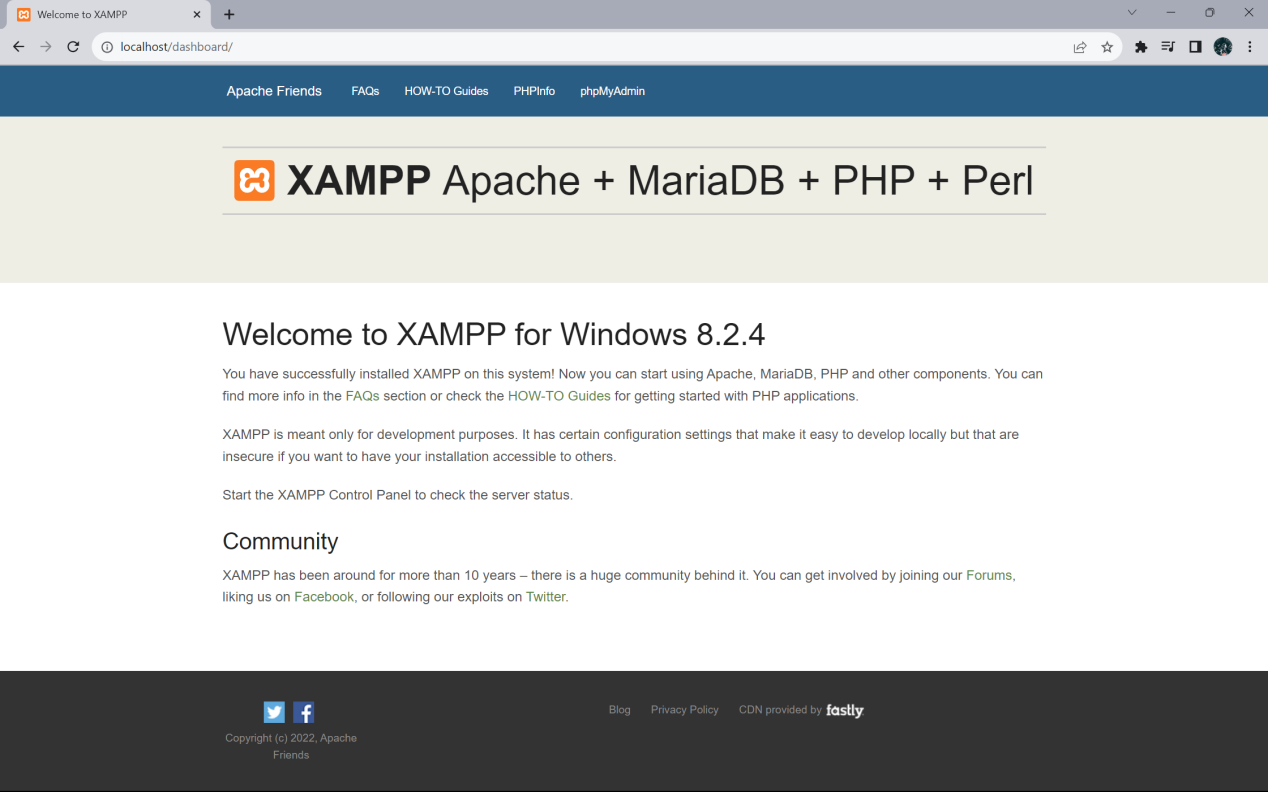 Welcome to XAMPP
localhost/dashboard/
Apache Friends FAQs HOW-TO Guides PHPInfo phpMyAdmin
XAMPP Apache + MariaDB + PHP + Perl
Welcome to XAMPP for Windows 8.2.4
You have successfully installed XAMPP on this system! Now you can start using Apache, MariaDB, PHP and other components. You can
find more info in the FAQs section or check the HOW-TO Guides for getting started with PHP applications.
XAMPP is meant only for development purposes. It has certain configuration settings that make it easy to develop locally but that are
insecure if you want to have your installation accessible to others.
Start the XAMPP Control Panel to check the server status.
Community
XAMPP has been around for more than 10 years – there is a huge community behind it. You can get involved by joining our Forums,
liking us on Facebook, or following our exploits on Twitter.
Blog Privacy Policy CDN provided by fastly
Copyright (c) 2022, Apache
Friends